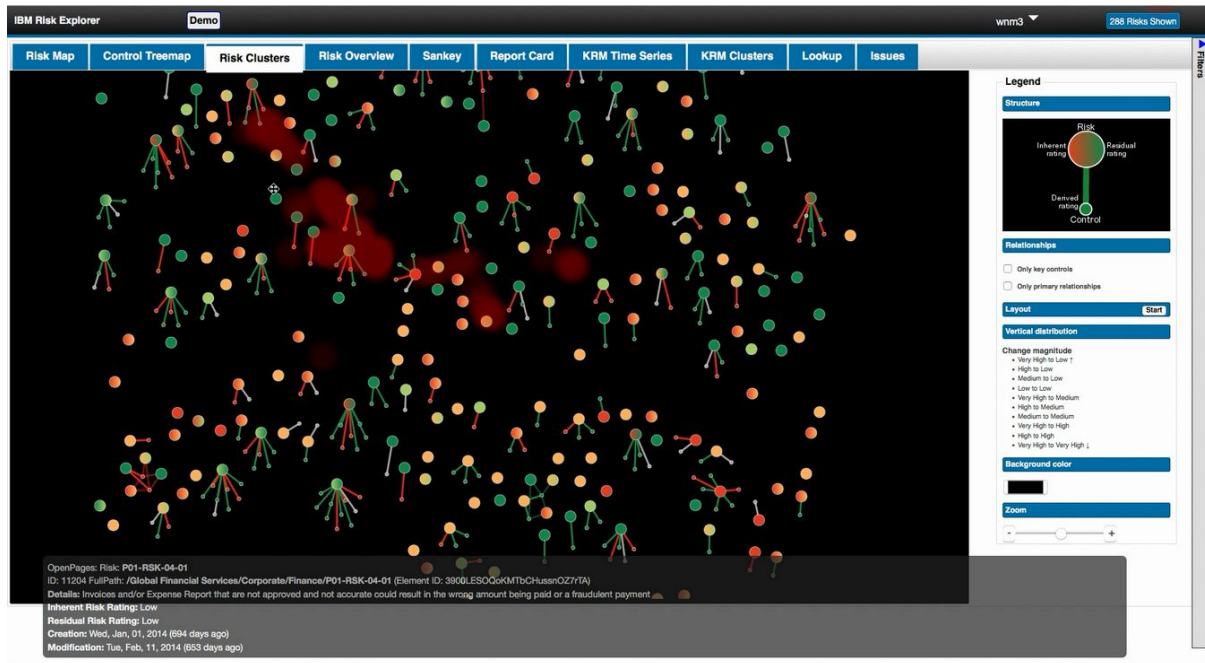 IBM Risk Explorer
Demo
wnm3
288 Risks Shown
Risk Map
Control Treemap
Risk Clusters
Risk Overview
Sankey
Report Card
KRM Time Series
KRM Clusters
Lookup
Issues
Filters
Legend
Structure
Risk
Inherent rating
Residual rating
Derived rating
Control
Relationships
Only key controls
Only primary relationships
Layout
Start
Vertical distribution
Change magnitude
• Very High to Low ↑
• High to Low
• Medium to Low
• Low to Low
• Very High to Medium
• High to Medium
• Medium to Medium
• Very High to High
• High to High
• Very High to Very High ↓
Background color
Zoom
- +
OpenPages: Risk: P01-RSK-04-01
ID: 11204 FullPath: /Global Financial Services/Corporate/Finance/P01-RSK-04-01 (Element ID: 3900LESOQoKMTbCHussnOZ7rTA)
Details: Invoices and/or Expense Report that are not approved and not accurate could result in the wrong amount being paid or a fraudulent payment
Inherent Risk Rating: Low
Residual Risk Rating: Low
Creation: Wed, Jan, 01, 2014 (694 days ago)
Modification: Tue, Feb, 11, 2014 (653 days ago)